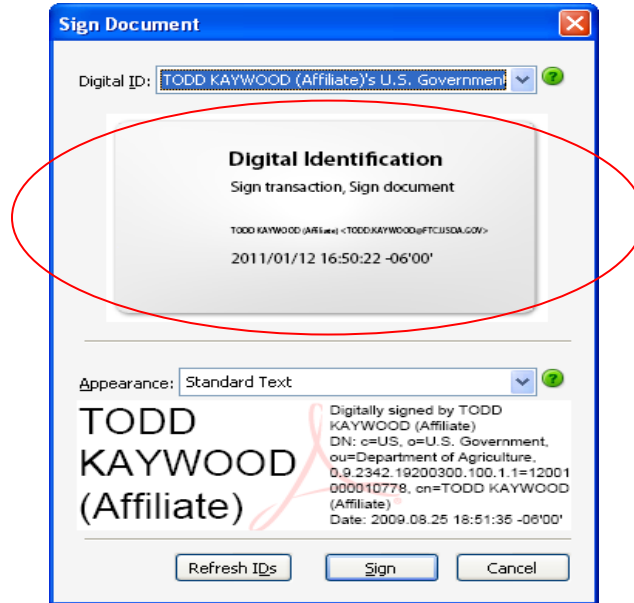 Sign Document
Digital ID: TODD KAYWOOD (Affiliate)'s U.S. Government
Digital Identification
Sign transaction, Sign document
TODD KAYWOOD (Affiliate) <TODD.KAYWOOD@FTC.USDA.GOV>
2011/01/12 16:50:22 -06'00'
Appearance: Standard Text
TODD
KAYWOOD
(Affiliate)
Digitally signed by TODD
KAYWOOD (Affiliate)
DN: c=US, o=U.S. Government,
ou=Department of Agriculture,
0.9.2342.19200300.100.1.1=12001
000010778, cn=TODD KAYWOOD
(Affiliate)
Date: 2009.08.25 18:51:35 -06'00'
Refresh IDs Sign Cancel